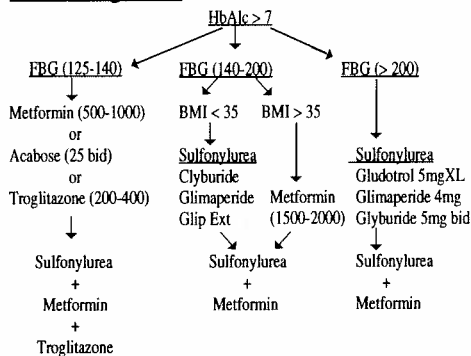 HbAlc > 7
FBG (125-140)
FBG (140-200)
FBG (> 200)
Metformin (500-1000)
or
Acabose (25 bid)
or
Troglitazone (200-400)
Sulfonylurea
+
Metformin
+
Troglitazone
BMI < 35
BMI > 35
Sulfonylurea
Clyburide
Glimaperide
Glip Ext
Metformin
(1500-2000)
Sulfonylurea
+
Metformin
Sulfonylurea
Gludotrol 5mgXL
Glimaperide 4mg
Glyburide 5mg bid
Sulfonylurea
+
Metformin